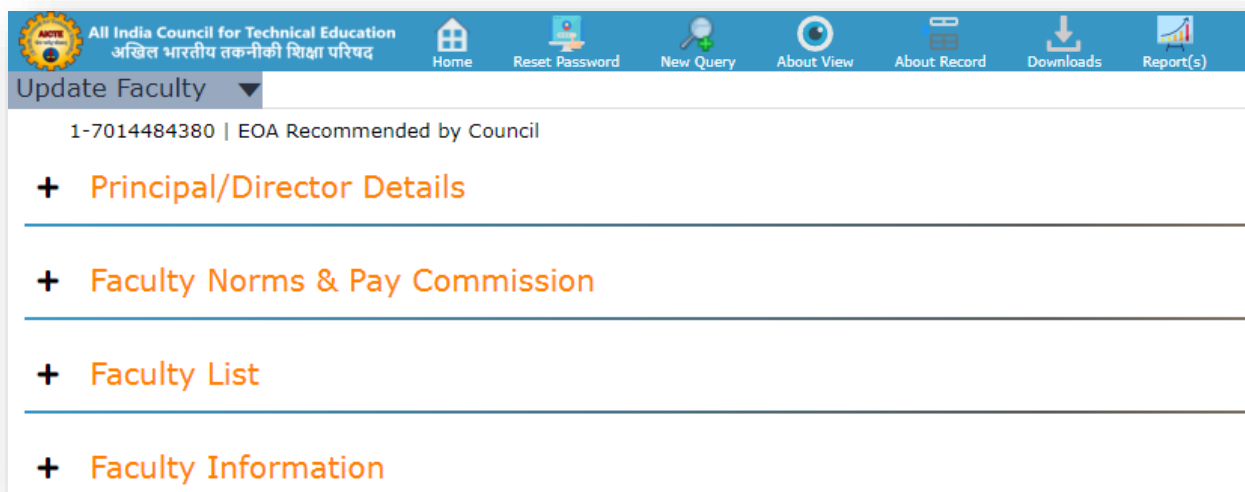 AICTE
All India Council for Technical Education
अखिल भारतीय तकनीकी शिक्षा परिषद
Home
Reset Password
New Query
About View
About Record
Downloads
Report(s)
Update Faculty
1-7014484380 | EOA Recommended by Council
+ Principal/Director Details
+ Faculty Norms & Pay Commission
+ Faculty List
+ Faculty Information